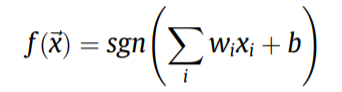 f(x⃗) = sgn(∑ᵢ wᵢxᵢ + b)